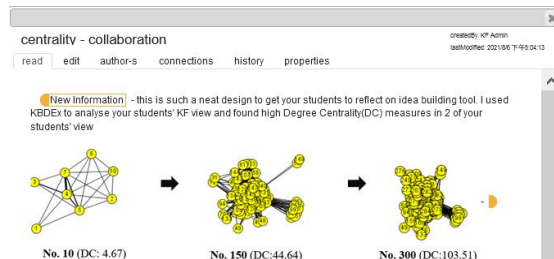 centrality - collaboration
createdBy: KF Admin
lastModified: 2021/8/6 下午5:04:13
read edit author-s connections history properties
New Information - this is such a neat design to get your students to reflect on idea building tool. I used
KBDEx to analyse your students' KF view and found high Degree Centrality(DC) measures in 2 of your
students' view
No. 10 (DC: 4.67) No. 150 (DC:44.64) No. 300 (DC:103.51)